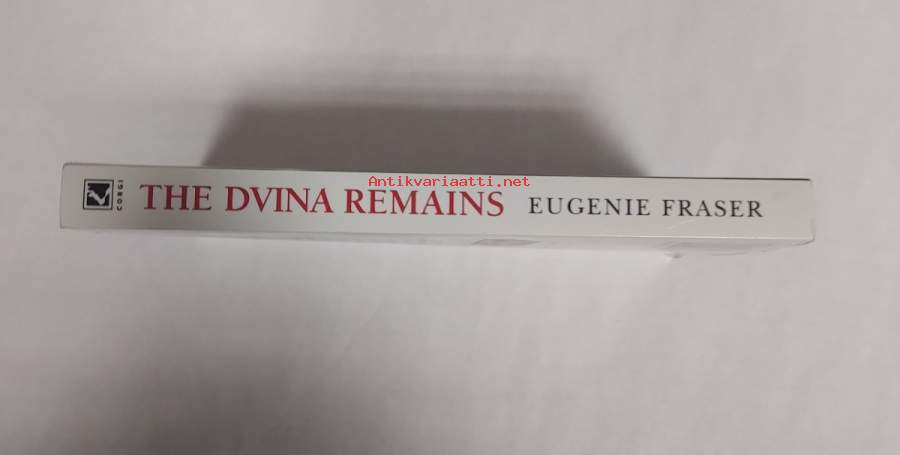 Antikvariaatti.net
CORGI
THE DVINA REMAINS EUGENIE FRASER